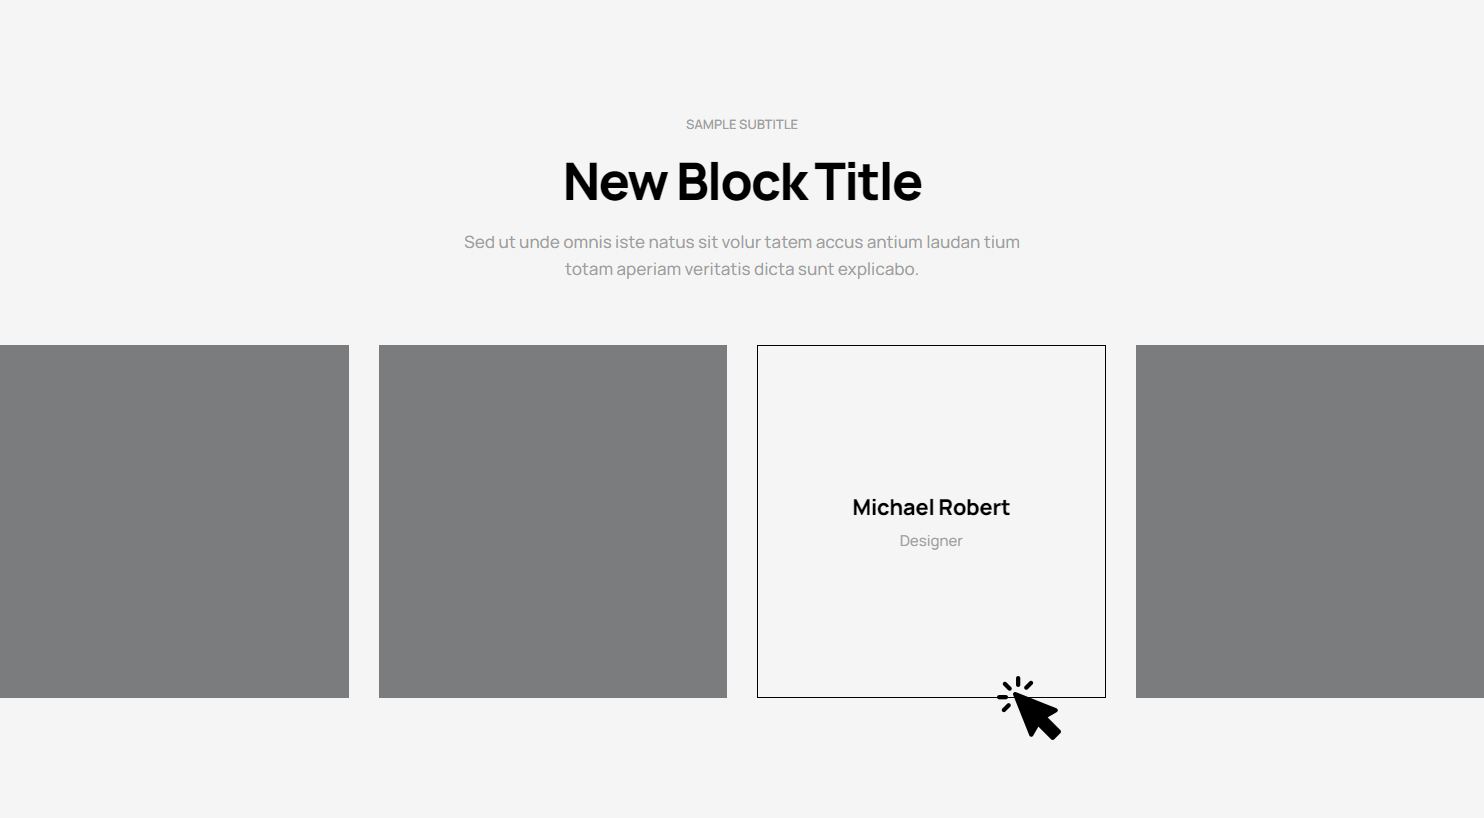 SAMPLE SUBTITLE
New Block Title
Sed ut unde omnis iste natus sit volur tatem accus antium laudan tium
totam aperiam veritatis dicta sunt explicabo.
Michael Robert
Designer